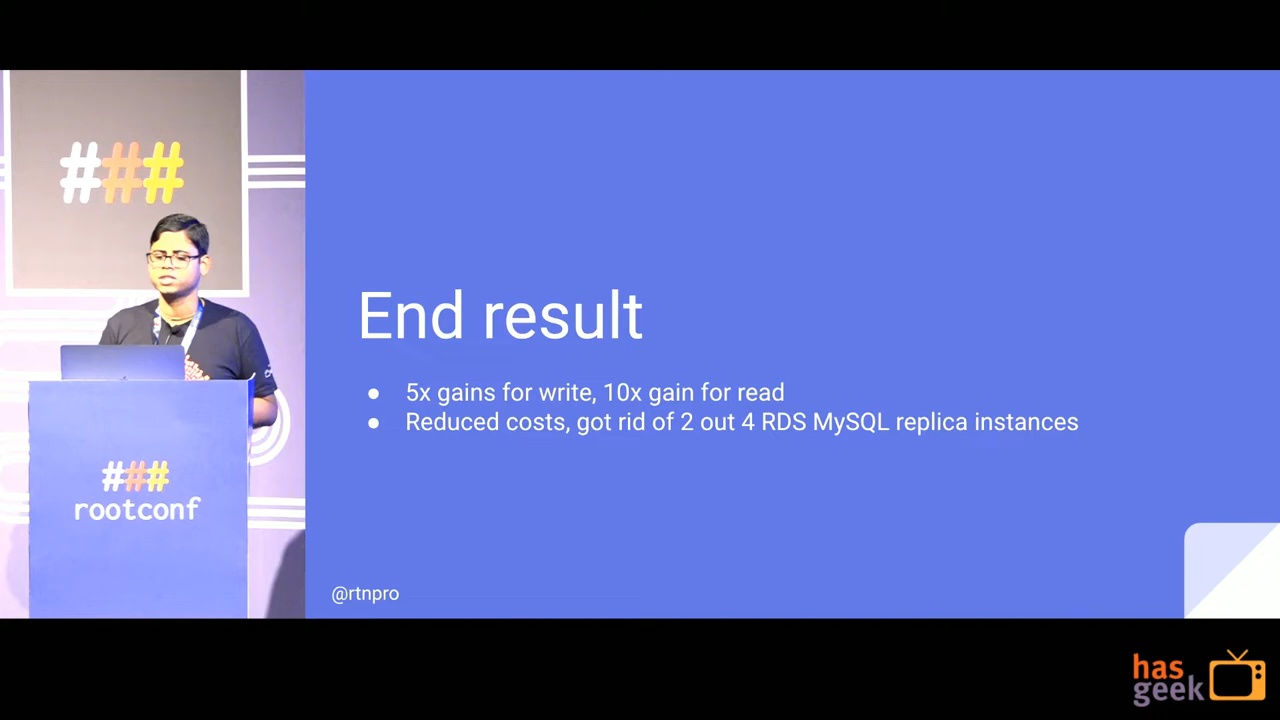 ###
###
rootconf
End result
● 5x gains for write, 10x gain for read
● Reduced costs, got rid of 2 out 4 RDS MySQL replica instances
@rtnpro
has
geek